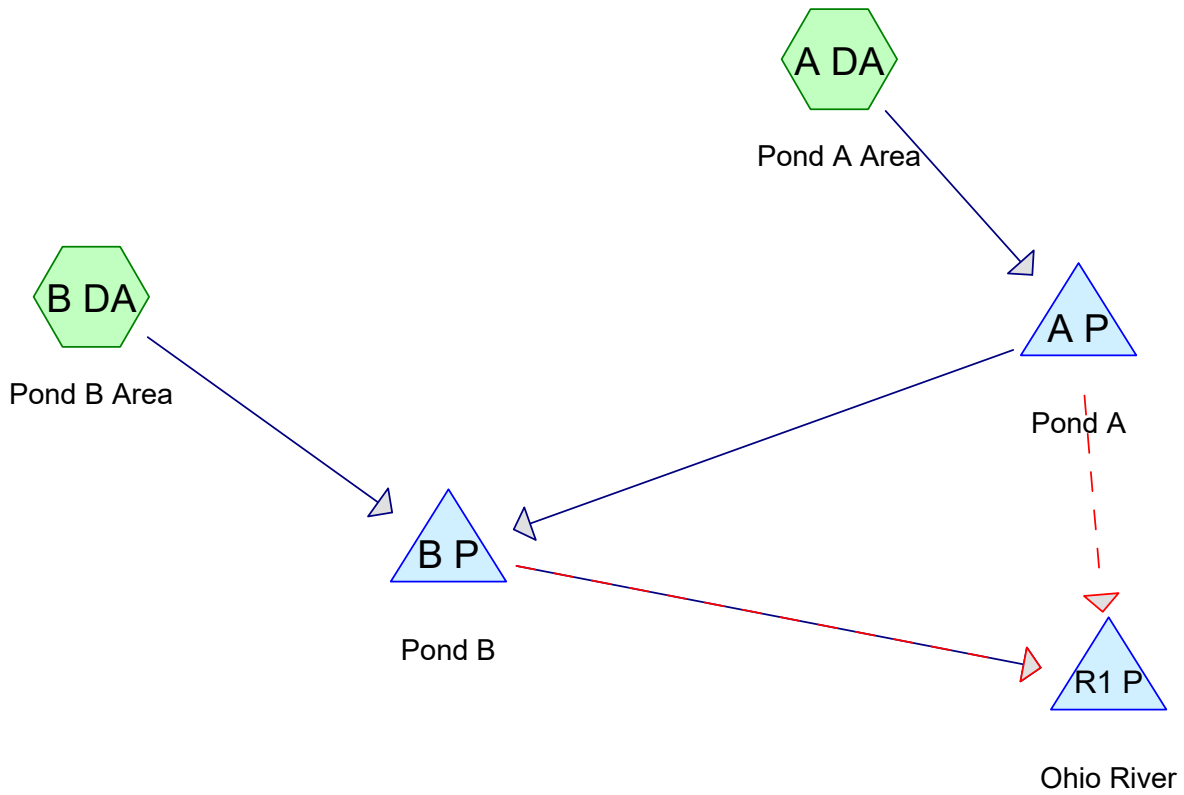 A DA
Pond A Area
B DA
Pond B Area
A P
Pond A
B P
Pond B
R1 P
Ohio River